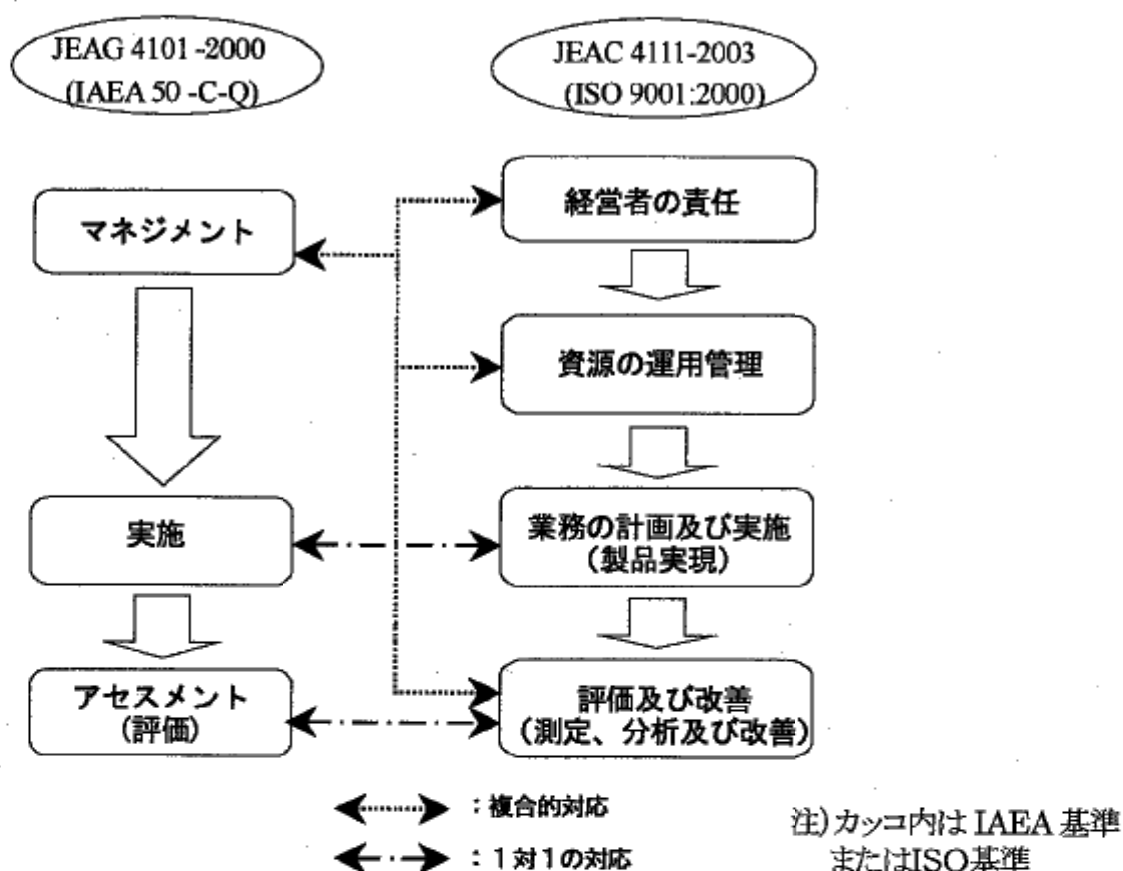 JEAG 4101-2000
(IAEA 50 -C-Q)
JEAC 4111-2003
(ISO 9001:2000)
マネジメント
実施
アセスメント
(評価)
経営者の責任
資源の運用管理
業務の計画及び実施
(製品実現)
評価及び改善
(測定、分析及び改善)
:複合的対応
:1対1の対応
注)カッコ内は IAEA 基準
またはISO基準